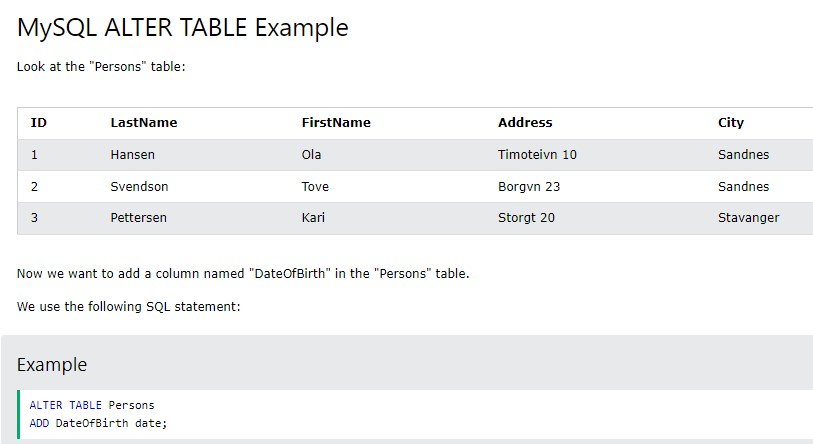 MySQL ALTER TABLE Example
Look at the "Persons" table:
ID LastName FirstName Address City
1 Hansen Ola Timoteivn 10 Sandnes
2 Svendson Tove Borgvn 23 Sandnes
3 Pettersen Kari Storgt 20 Stavanger
Now we want to add a column named "DateOfBirth" in the "Persons" table.
We use the following SQL statement:
Example
ALTER TABLE Persons
ADD DateOfBirth date;